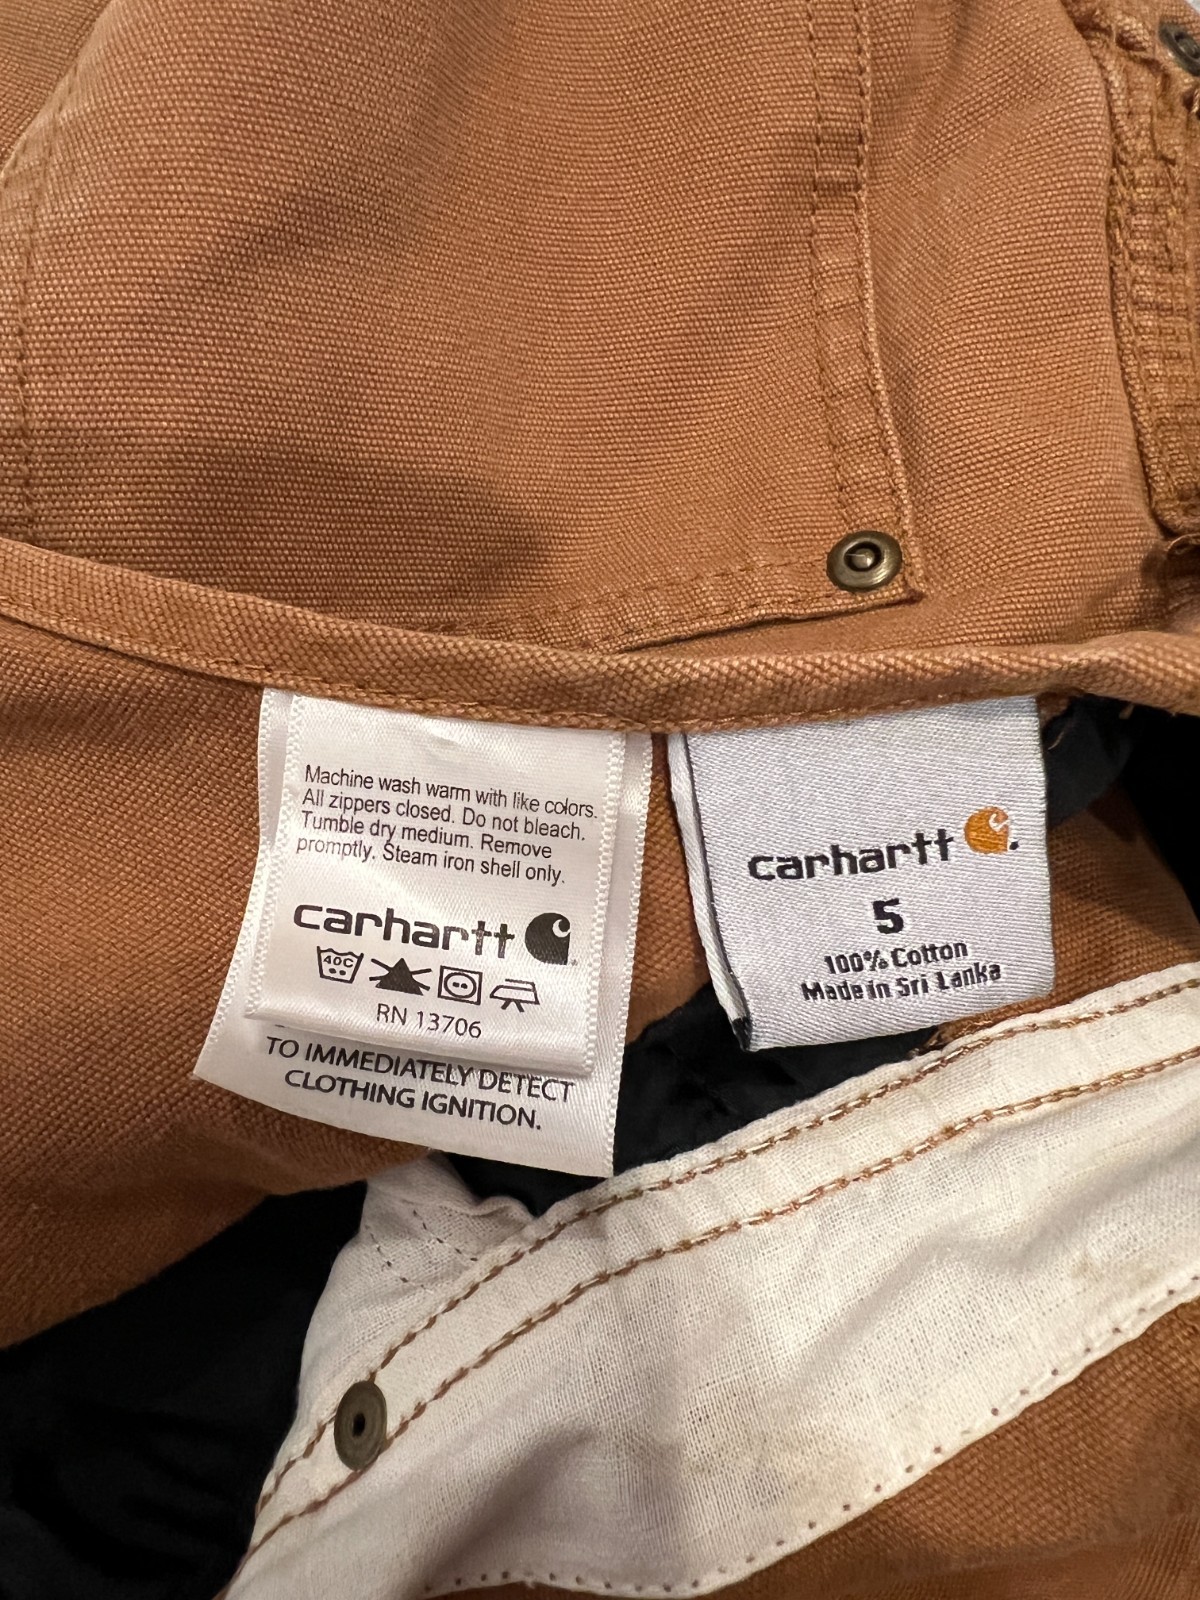 Machine wash warm with like colors.
All zippers closed. Do not bleach.
Tumble dry medium. Remove
promptly. Steam iron shell only.
carhartt
40C
RN 13706
TO IMMEDIATELY DETECT
CLOTHING IGNITION.
carhartt
5
100% Cotton
Made in Sri Lanka